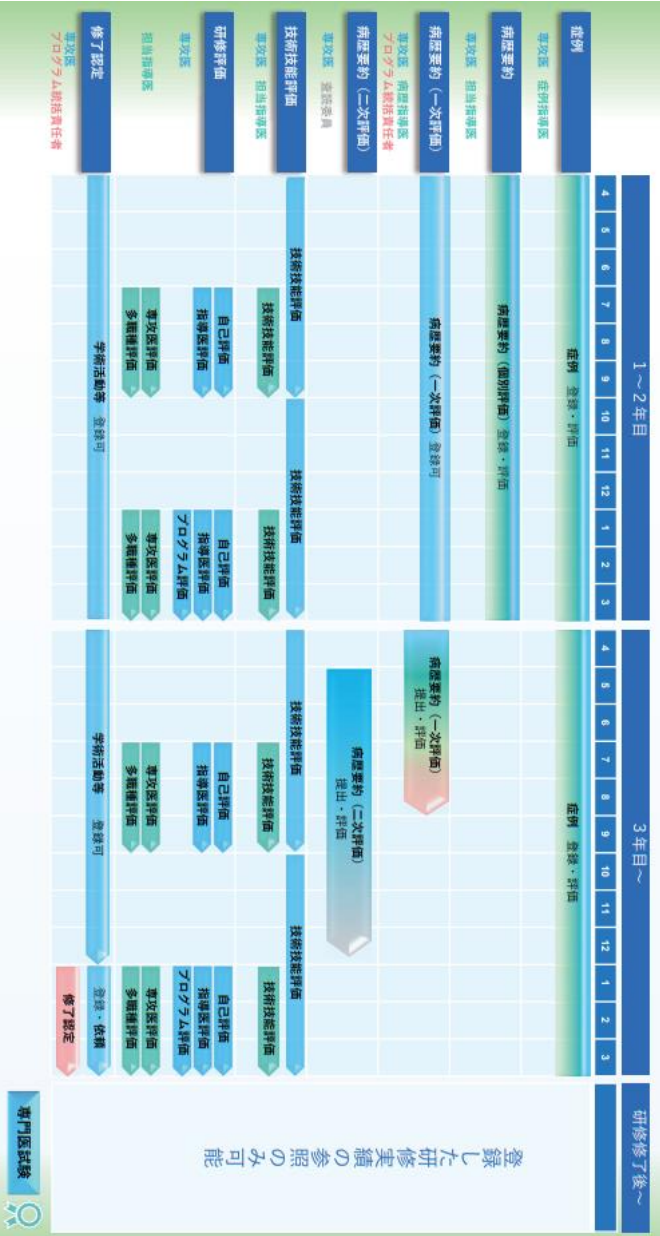 1～2年目
3年目～
研修修了後～
4 5 6 7 8 9 10 11 12 1 2 3
4 5 6 7 8 9 10 11 12 1 2 3
症例
専攻医 症例指導医
症例 登録・評価
症例 登録・評価
病歴要約
専攻医 担当指導医
病歴要約(個別評価) 登録・評価
病歴要約(一次評価)
専攻医 病歴指導医
プログラム統括責任者
病歴要約(一次評価) 登録可
病歴要約(一次評価)
提出・評価
病歴要約(二次評価)
専攻医 査読委員
病歴要約(二次評価)
提出・評価
技術技能評価
専攻医 担当指導医
技術技能評価
技術技能評価
技術技能評価
技術技能評価
技術技能評価
技術技能評価
技術技能評価
技術技能評価
研修評価
専攻医
担当指導医
自己評価
指導医評価
専攻医評価
多職種評価
自己評価
指導医評価
プログラム評価
専攻医評価
多職種評価
自己評価
指導医評価
専攻医評価
多職種評価
自己評価
指導医評価
プログラム評価
専攻医評価
多職種評価
修了認定
専攻医
プログラム統括責任者
学術活動等 登録可
学術活動等 登録可
登録・依頼
修了認定
登録した研修実績の参照のみ可能
専門医試験